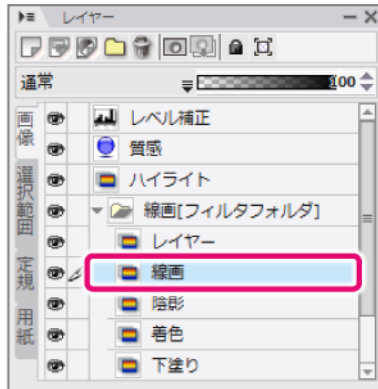 レイヤー
通常
100
画像
選択範囲
定規
用紙
レベル補正
質感
ハイライト
線画[フィルタフォルダ]
レイヤー
線画
陰影
着色
下塗り